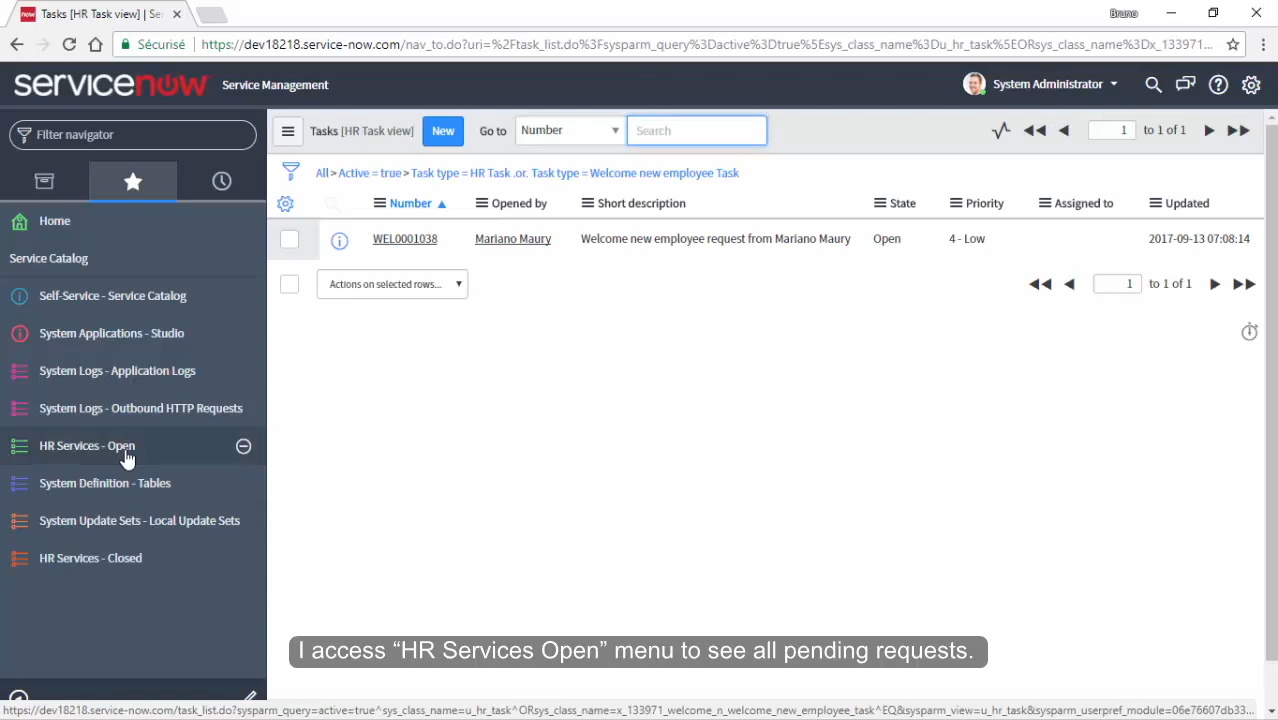 now Tasks [HR Task view] | Se
Bruno
Sécurisé https://dev18218.service-now.com/nav_to.do?uri=%2Ftask_list.do%3Fsysparm_query%3Dactive%3Dtrue%5Esys_class_name%3Du_hr_task%5EORsys_class_name%3Dx_133971...
servicenow Service Management System Administrator
Filter navigator
Tasks [HR Task view] New Go to Number Search 1 to 1 of 1
All > Active = true > Task type = HR Task .or. Task type = Welcome new employee Task
Number Opened by Short description State Priority Assigned to Updated
WEL0001038 Mariano Maury Welcome new employee request from Mariano Maury Open 4 - Low 2017-09-13 07:08:14
Actions on selected rows... 1 to 1 of 1
Home
Service Catalog
Self-Service - Service Catalog
System Applications - Studio
System Logs - Application Logs
System Logs - Outbound HTTP Requests
HR Services - Open
System Definition - Tables
System Update Sets - Local Update Sets
HR Services - Closed
I access “HR Services Open” menu to see all pending requests.
https://dev18218.service-now.com/task_list.do?sysparm_query=active=true^sys_class_name=u_hr_task^ORsys_class_name=x_133971_welcome_n_welcome_new_employee_task^EQ&sysparm_view=u_hr_task&sysparm_userpref_module=06e76607db33...